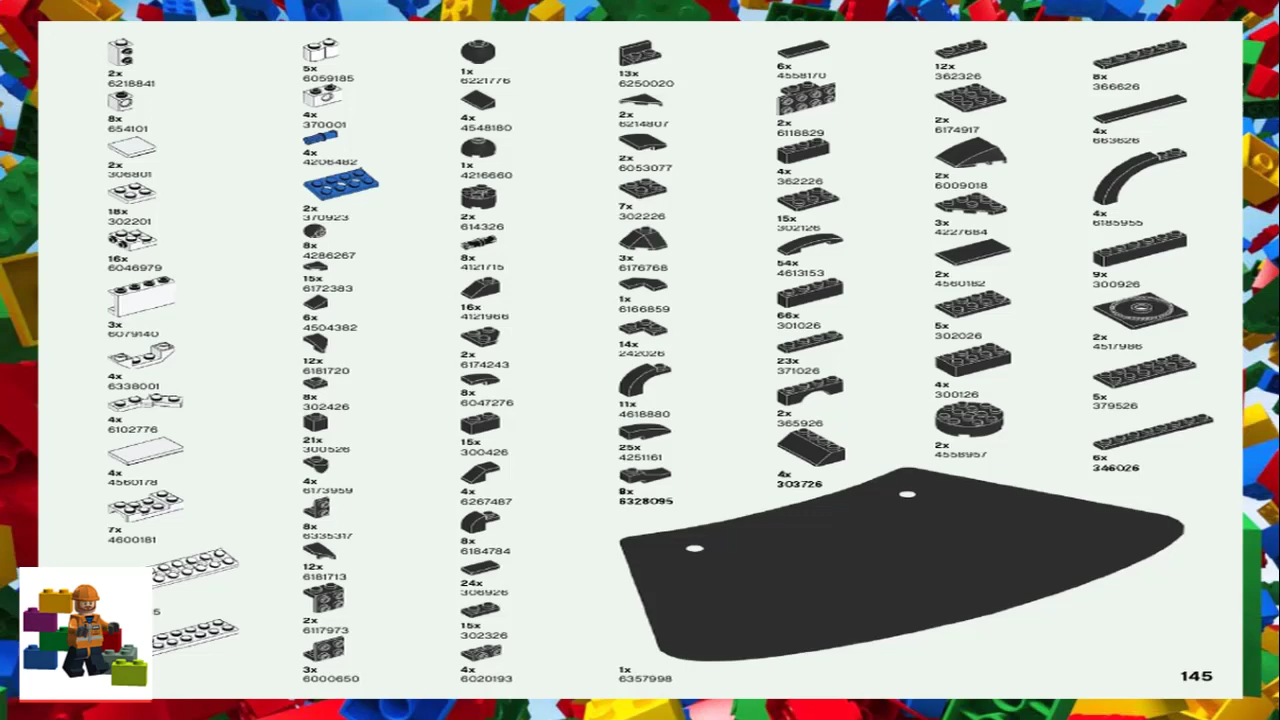 2x
6218841
8x
654101
2x
306801
18x
302201
16x
6046979
3x
6079140
4x
6338001
4x
6102776
4x
4560178
7x
4600181
5
5x
6059185
4x
370001
4x
4206482
2x
370923
8x
4286267
15x
6172383
6x
4504382
12x
6181720
8x
302426
21x
300526
4x
6173959
8x
6335317
12x
6181713
2x
6117973
3x
6000650
1x
6221776
4x
4548180
1x
4216660
2x
614326
8x
4121715
16x
4121966
2x
6174243
8x
6047276
15x
300426
4x
6267487
8x
6184784
24x
306926
15x
302326
4x
6020193
13x
6250020
2x
6214807
2x
6053077
7x
302226
3x
6176768
1x
6166859
14x
242026
11x
4618880
25x
4251161
8x
6328095
1x
6357998
6x
4558170
2x
6118829
4x
362226
15x
302126
54x
4613153
66x
301026
23x
371026
2x
365926
4x
303726
12x
362326
2x
6174917
2x
6009018
3x
4227684
2x
4560182
5x
302026
4x
300126
2x
4558957
8x
366626
4x
663626
4x
6185955
9x
300926
2x
4517986
5x
379526
6x
346026
145